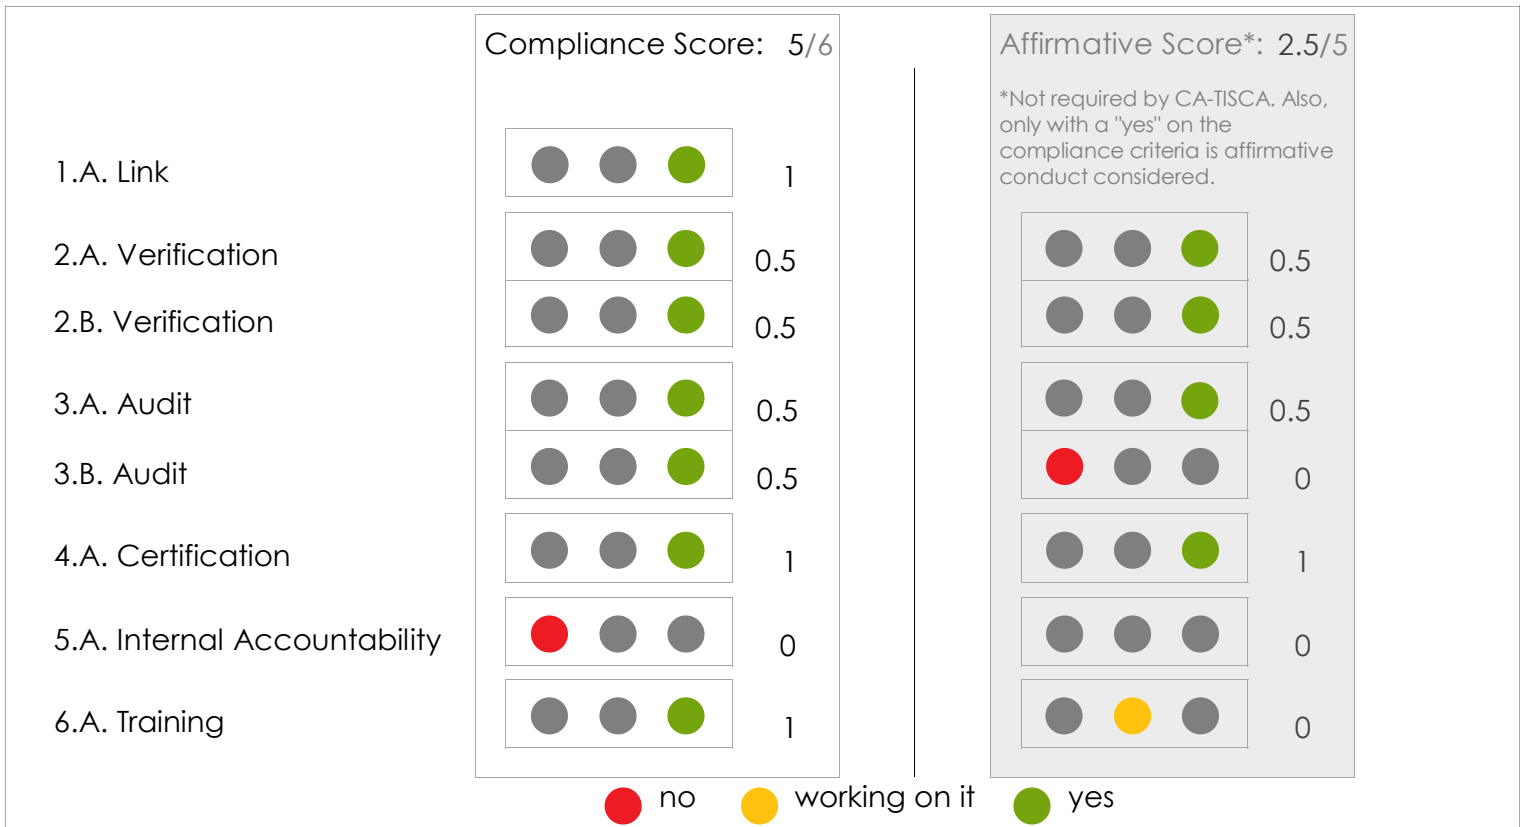 Compliance Score: 5/6
Affirmative Score*: 2.5/5
*Not required by CA-TISCA. Also,
only with a "yes" on the
compliance criteria is affirmative
conduct considered.
1.A. Link 1
2.A. Verification 0.5 0.5
2.B. Verification 0.5 0.5
3.A. Audit 0.5 0.5
3.B. Audit 0.5 0
4.A. Certification 1 1
5.A. Internal Accountability 0 0
6.A. Training 1 0
no working on it yes